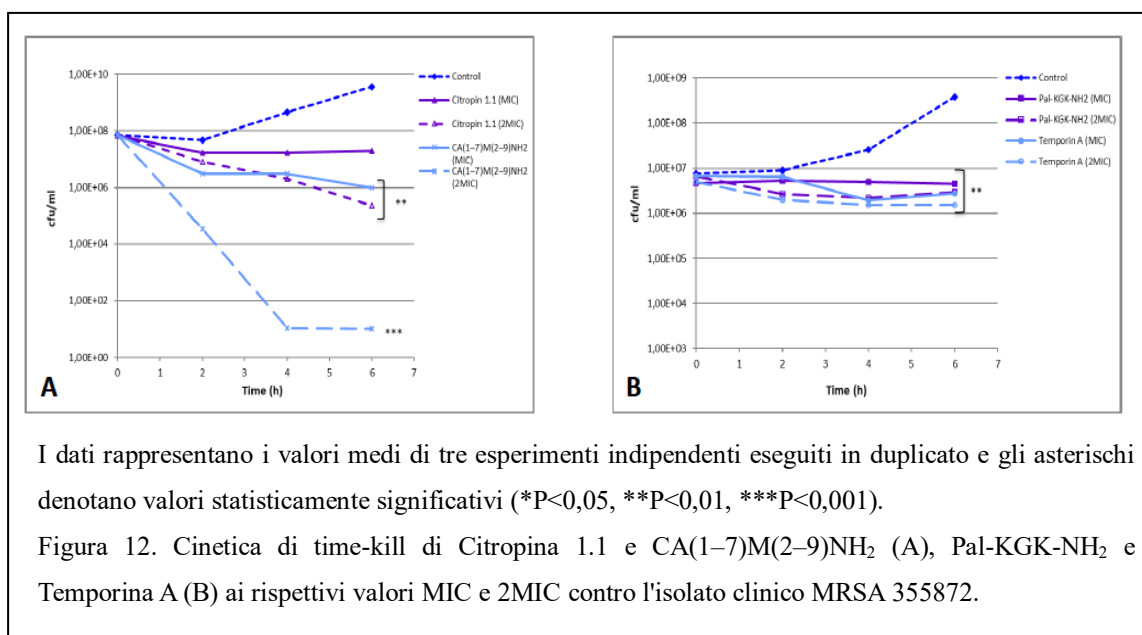 1,00E+10
1,00E+08
1,00E+06
1,00E+04
1,00E+02
1,00E+00
cfu/ml
0 1 2 3 4 5 6 7
Time (h)
Control
Citropin 1.1 (MIC)
Citropin 1.1 (2MIC)
CA(1–7)M(2–9)NH2
(MIC)
CA(1–7)M(2–9)NH2
(2MIC)
**
***
A
1,00E+09
1,00E+08
1,00E+07
1,00E+06
1,00E+05
1,00E+04
1,00E+03
cfu/ml
0 1 2 3 4 5 6 7
Time (h)
Control
Pal-KGK-NH2 (MIC)
Pal-KGK-NH2 (2MIC)
Temporin A (MIC)
Temporin A (2MIC)
**
B
I dati rappresentano i valori medi di tre esperimenti indipendenti eseguiti in duplicato e gli asterischi
denotano valori statisticamente significativi (*P<0,05, **P<0,01, ***P<0,001).
Figura 12. Cinetica di time-kill di Citropina 1.1 e CA(1–7)M(2–9)NH₂ (A), Pal-KGK-NH₂ e
Temporina A (B) ai rispettivi valori MIC e 2MIC contro l'isolato clinico MRSA 355872.